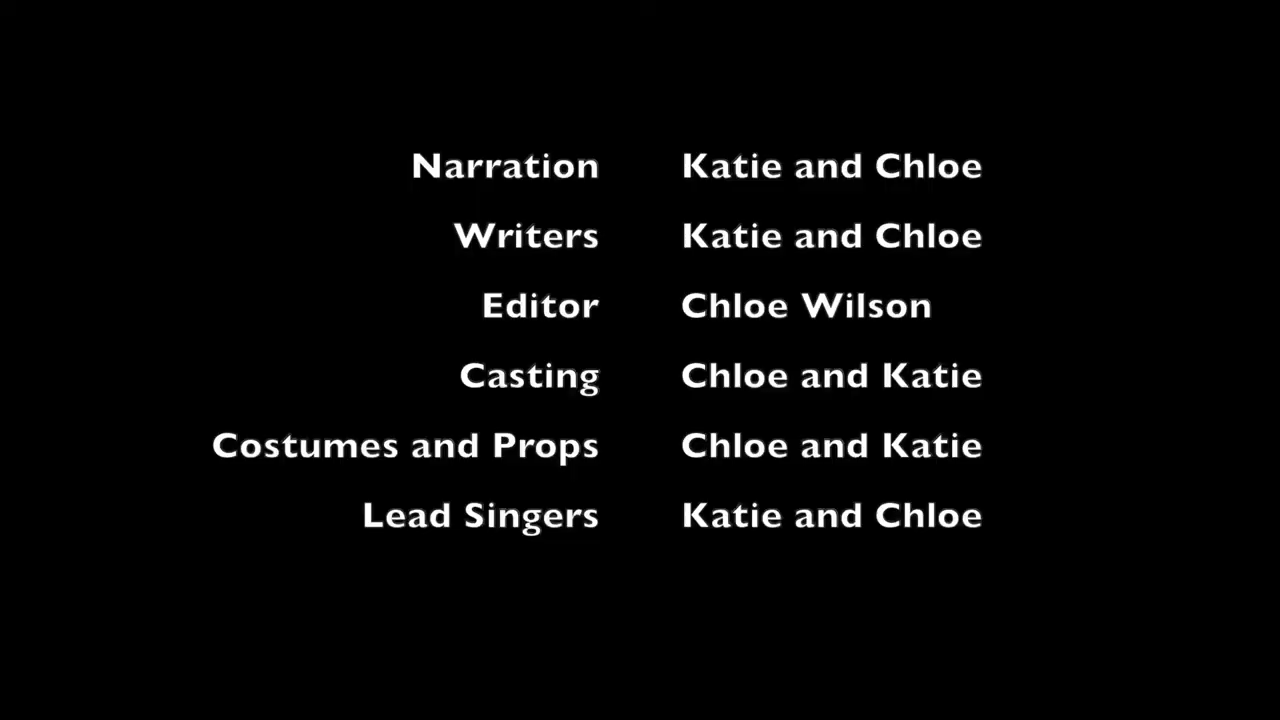 Narration Katie and Chloe
Writers Katie and Chloe
Editor Chloe Wilson
Casting Chloe and Katie
Costumes and Props Chloe and Katie
Lead Singers Katie and Chloe